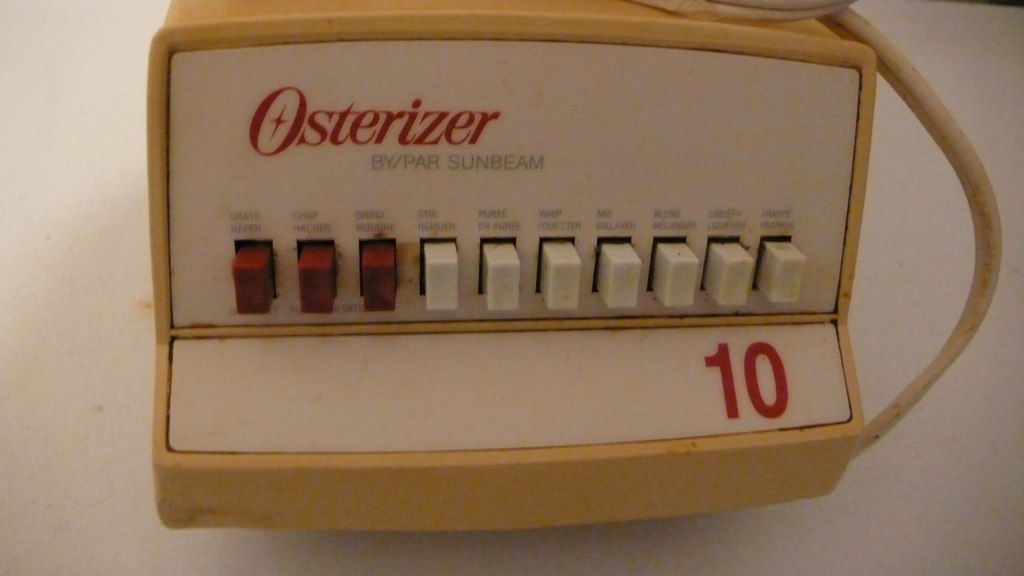 Osterizer
BY/PAR SUNBEAM
GRATE CHOP GRIND STIR PUREE WHIP MIX BLEND LIQUEFY FRAPPÉ
RÂPER HACHER MOUDRE REMUER EN PURÉE FOUETTER MALAXER MÉLANGER LIQUÉFIER FRAPPER
10